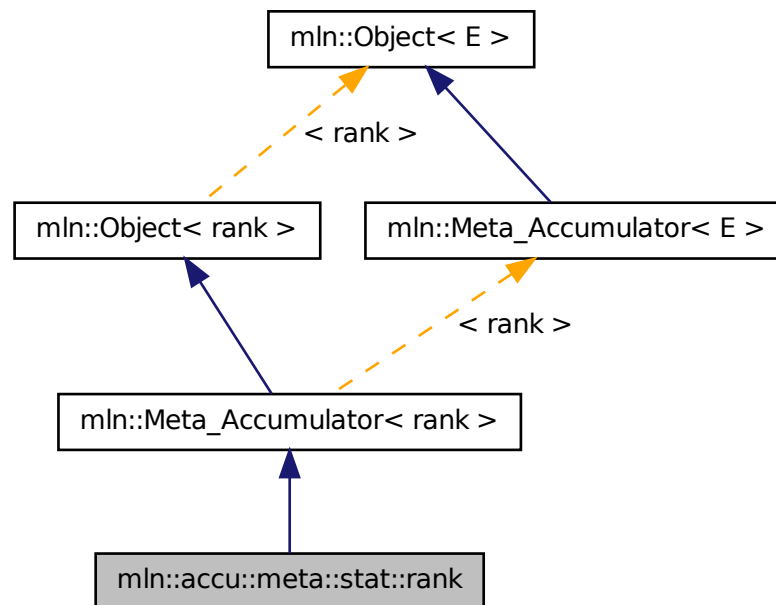 mln::Object< E >
< rank >
mln::Object< rank >
mln::Meta_Accumulator< E >
< rank >
mln::Meta_Accumulator< rank >
mln::accu::meta::stat::rank